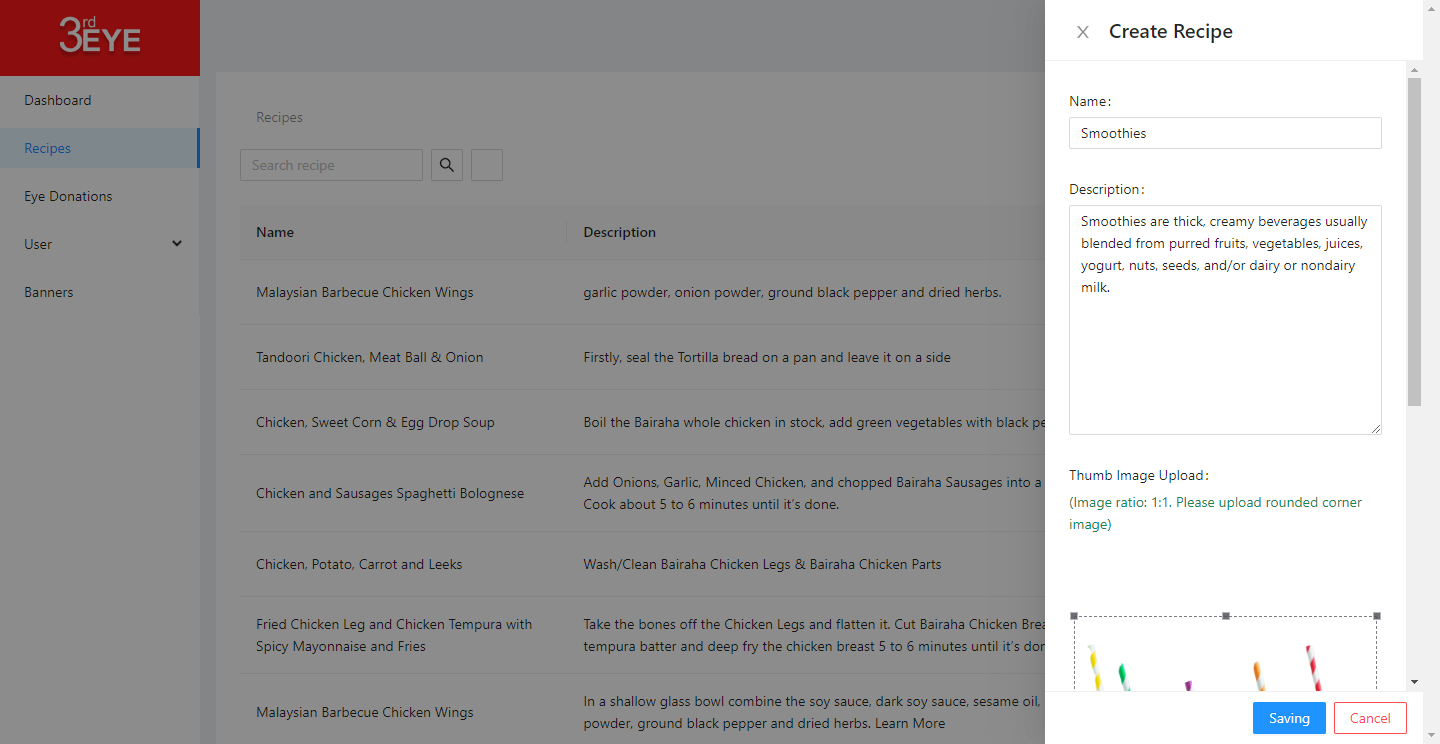 3rd EYE
Dashboard
Recipes
Eye Donations
User
Banners
Recipes
Search recipe
Name
Description
Malaysian Barbecue Chicken Wings
garlic powder, onion powder, ground black pepper and dried herbs.
Tandoori Chicken, Meat Ball & Onion
Firstly, seal the Tortilla bread on a pan and leave it on a side
Chicken, Sweet Corn & Egg Drop Soup
Boil the Bairaha whole chicken in stock, add green vegetables with black
Chicken and Sausages Spaghetti Bolognese
Add Onions, Garlic, Minced Chicken, and chopped Bairaha Sausages into a
Cook about 5 to 6 minutes until it's done.
Chicken, Potato, Carrot and Leeks
Wash/Clean Bairaha Chicken Legs & Bairaha Chicken Parts
Fried Chicken Leg and Chicken Tempura with
Spicy Mayonnaise and Fries
Take the bones off the Chicken Legs and flatten it. Cut Bairaha Chicken
tempura batter and deep fry the chicken breast 5 to 6 minutes until it's
Malaysian Barbecue Chicken Wings
In a shallow glass bowl combine the soy sauce, dark soy sauce, sesame oil,
powder, ground black pepper and dried herbs. Learn More
Create Recipe
Name:
Smoothies
Description:
Smoothies are thick, creamy beverages usually
blended from purred fruits, vegetables, juices,
yogurt, nuts, seeds, and/or dairy or nondairy
milk.
Thumb Image Upload:
(Image ratio: 1:1. Please upload rounded corner
image)
Saving
Cancel